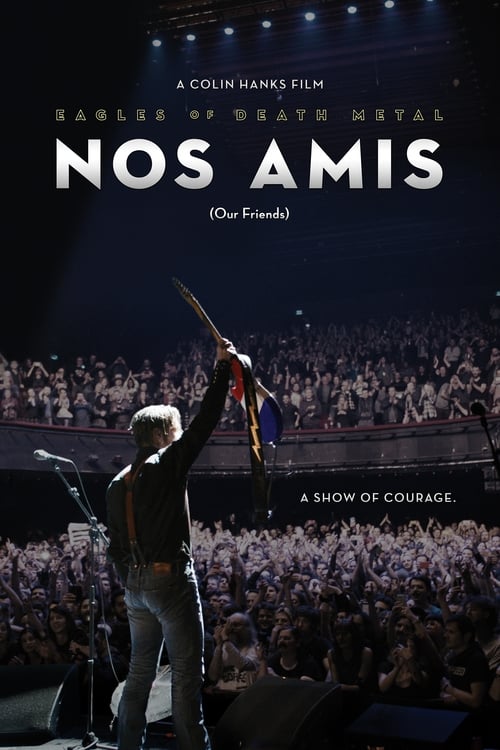 A COLIN HANKS FILM
EAGLES OF DEATH METAL
NOS AMIS
(Our Friends)
A SHOW OF COURAGE.